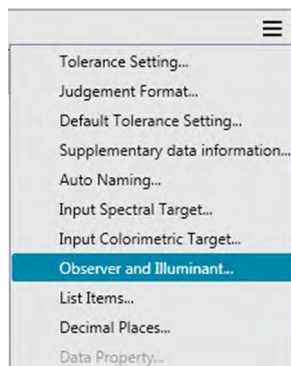 Tolerance Setting...
Judgement Format...
Default Tolerance Setting...
Supplementary data information...
Auto Naming...
Input Spectral Target...
Input Colorimetric Target...
Observer and Illuminant...
List Items...
Decimal Places...
Data Property...